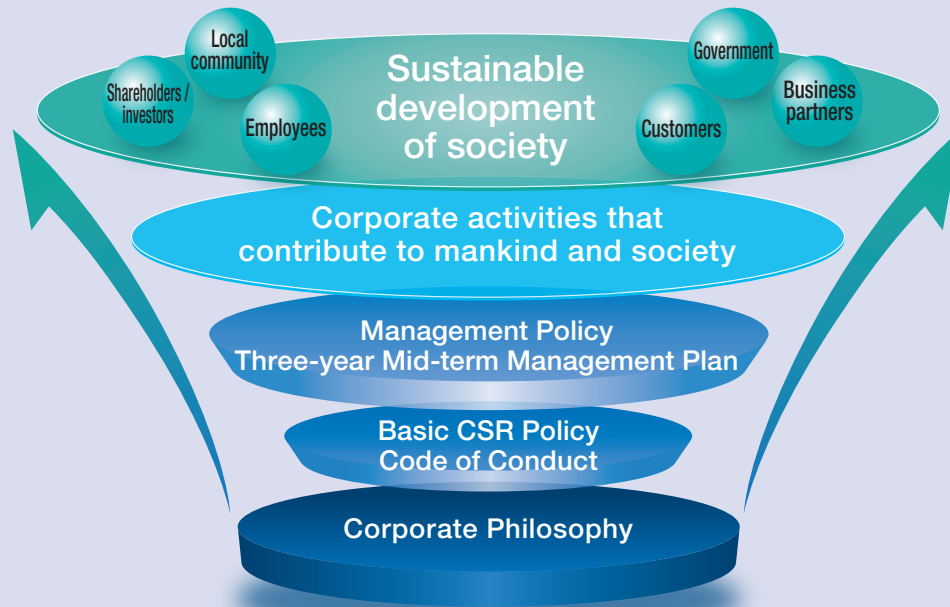 Local
community
Shareholders /
investors
Employees
Sustainable
development
of society
Government
Business
partners
Customers
Corporate activities that
contribute to mankind and society
Management Policy
Three-year Mid-term Management Plan
Basic CSR Policy
Code of Conduct
Corporate Philosophy